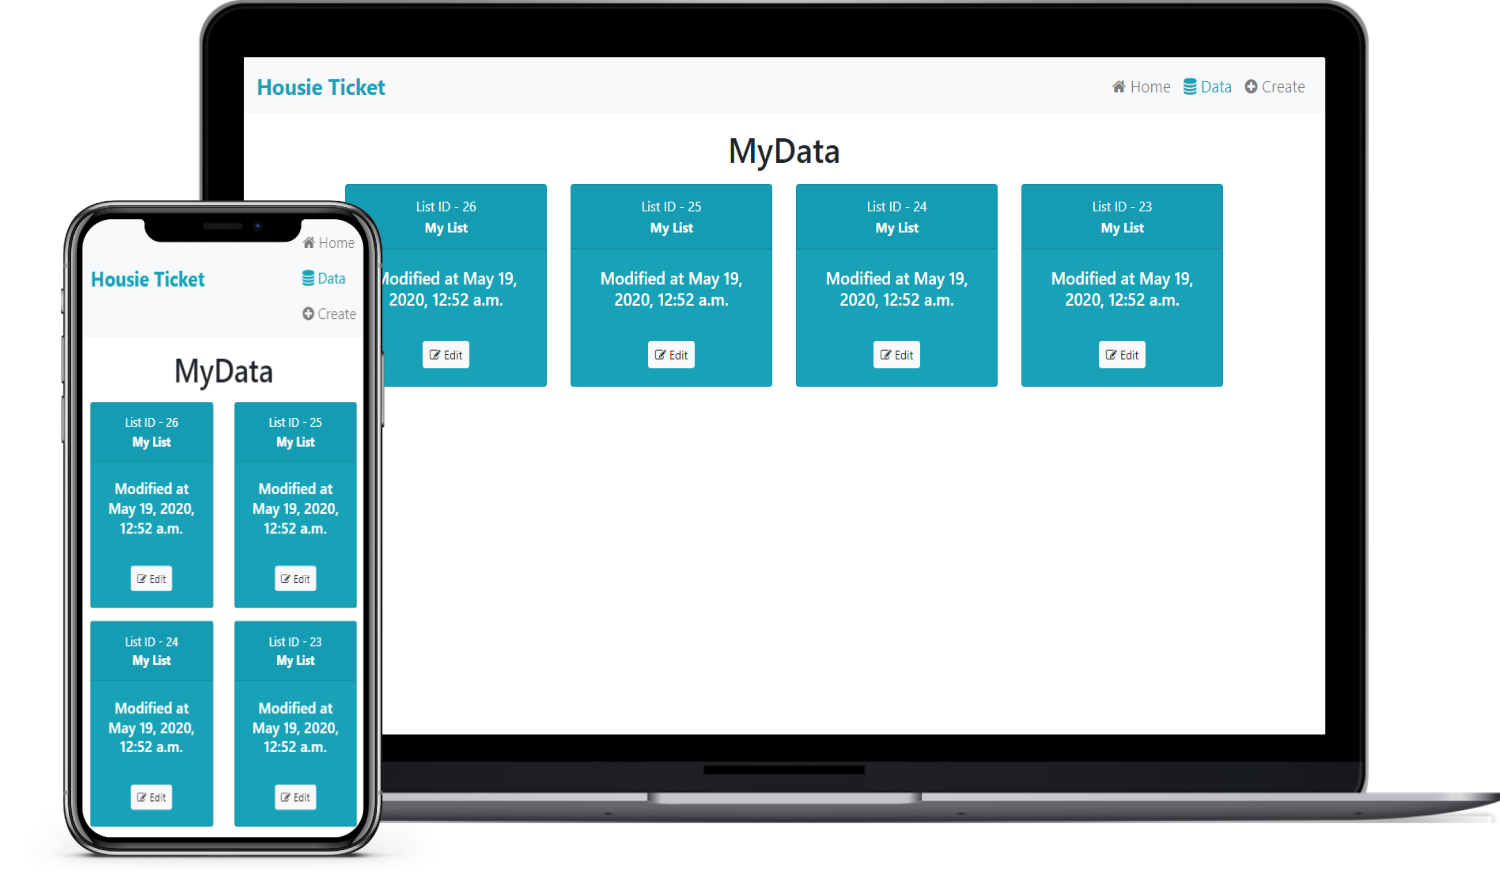 Housie Ticket
Home Data Create
MyData
List ID - 26
My List
Modified at May 19,
2020, 12:52 a.m.
Edit
List ID - 25
My List
Modified at May 19,
2020, 12:52 a.m.
Edit
List ID - 24
My List
Modified at May 19,
2020, 12:52 a.m.
Edit
List ID - 23
My List
Modified at May 19,
2020, 12:52 a.m.
Edit
Home
Housie Ticket
Data
Create
MyData
List ID - 26
My List
Modified at
May 19, 2020,
12:52 a.m.
Edit
List ID - 25
My List
Modified at
May 19, 2020,
12:52 a.m.
Edit
List ID - 24
My List
Modified at
May 19, 2020,
12:52 a.m.
Edit
List ID - 23
My List
Modified at
May 19, 2020,
12:52 a.m.
Edit